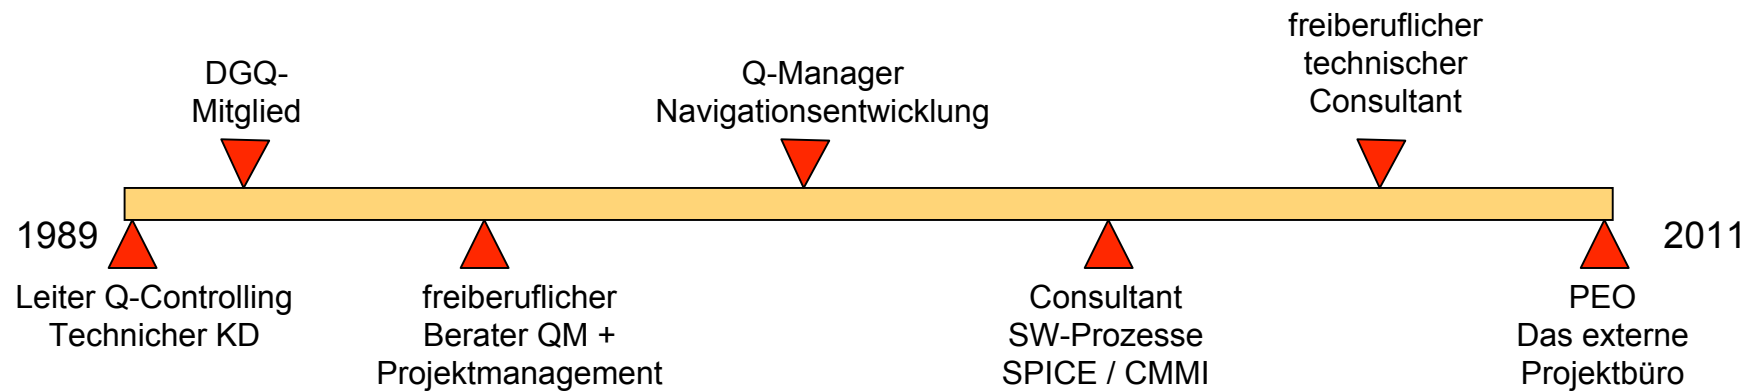 freiberuflicher
technischer
Consultant
DGQ-
Mitglied
Q-Manager
Navigationsentwicklung
1989
2011
Leiter Q-Controlling
Technicher KD
freiberuflicher
Berater QM +
Projektmanagement
Consultant
SW-Prozesse
SPICE / CMMI
PEO
Das externe
Projektbüro